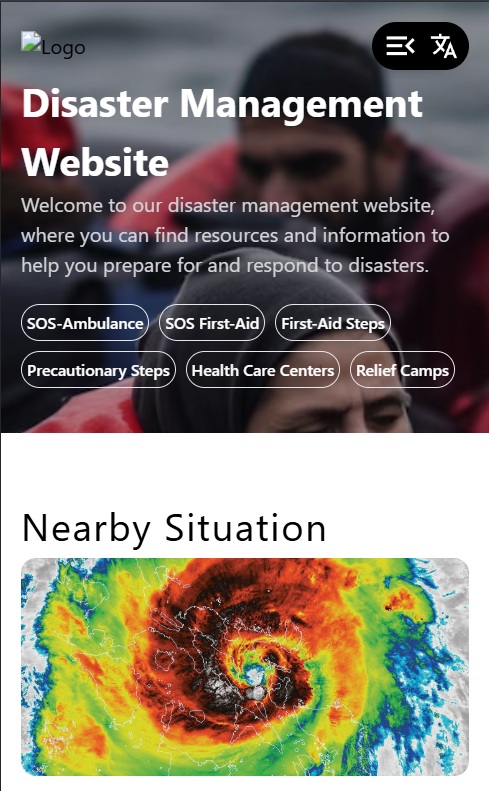 Logo
Disaster Management
Website
Welcome to our disaster management website,
where you can find resources and information to
help you prepare for and respond to disasters.
SOS-Ambulance SOS First-Aid First-Aid Steps
Precautionary Steps Health Care Centers Relief Camps
Nearby Situation